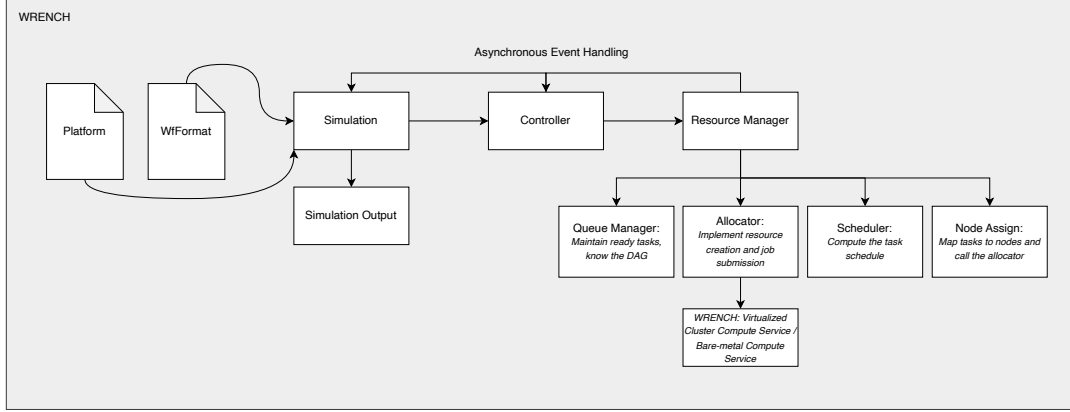 WRENCH
Asynchronous Event Handling
Platform
WfFormat
Simulation
Controller
Resource Manager
Simulation Output
Queue Manager:
Maintain ready tasks,
know the DAG
Allocator:
Implement resource
creation and job
submission
Scheduler:
Compute the task
schedule
Node Assign:
Map tasks to nodes and
call the allocator
WRENCH: Virtualized
Cluster Compute Service /
Bare-metal Compute
Service